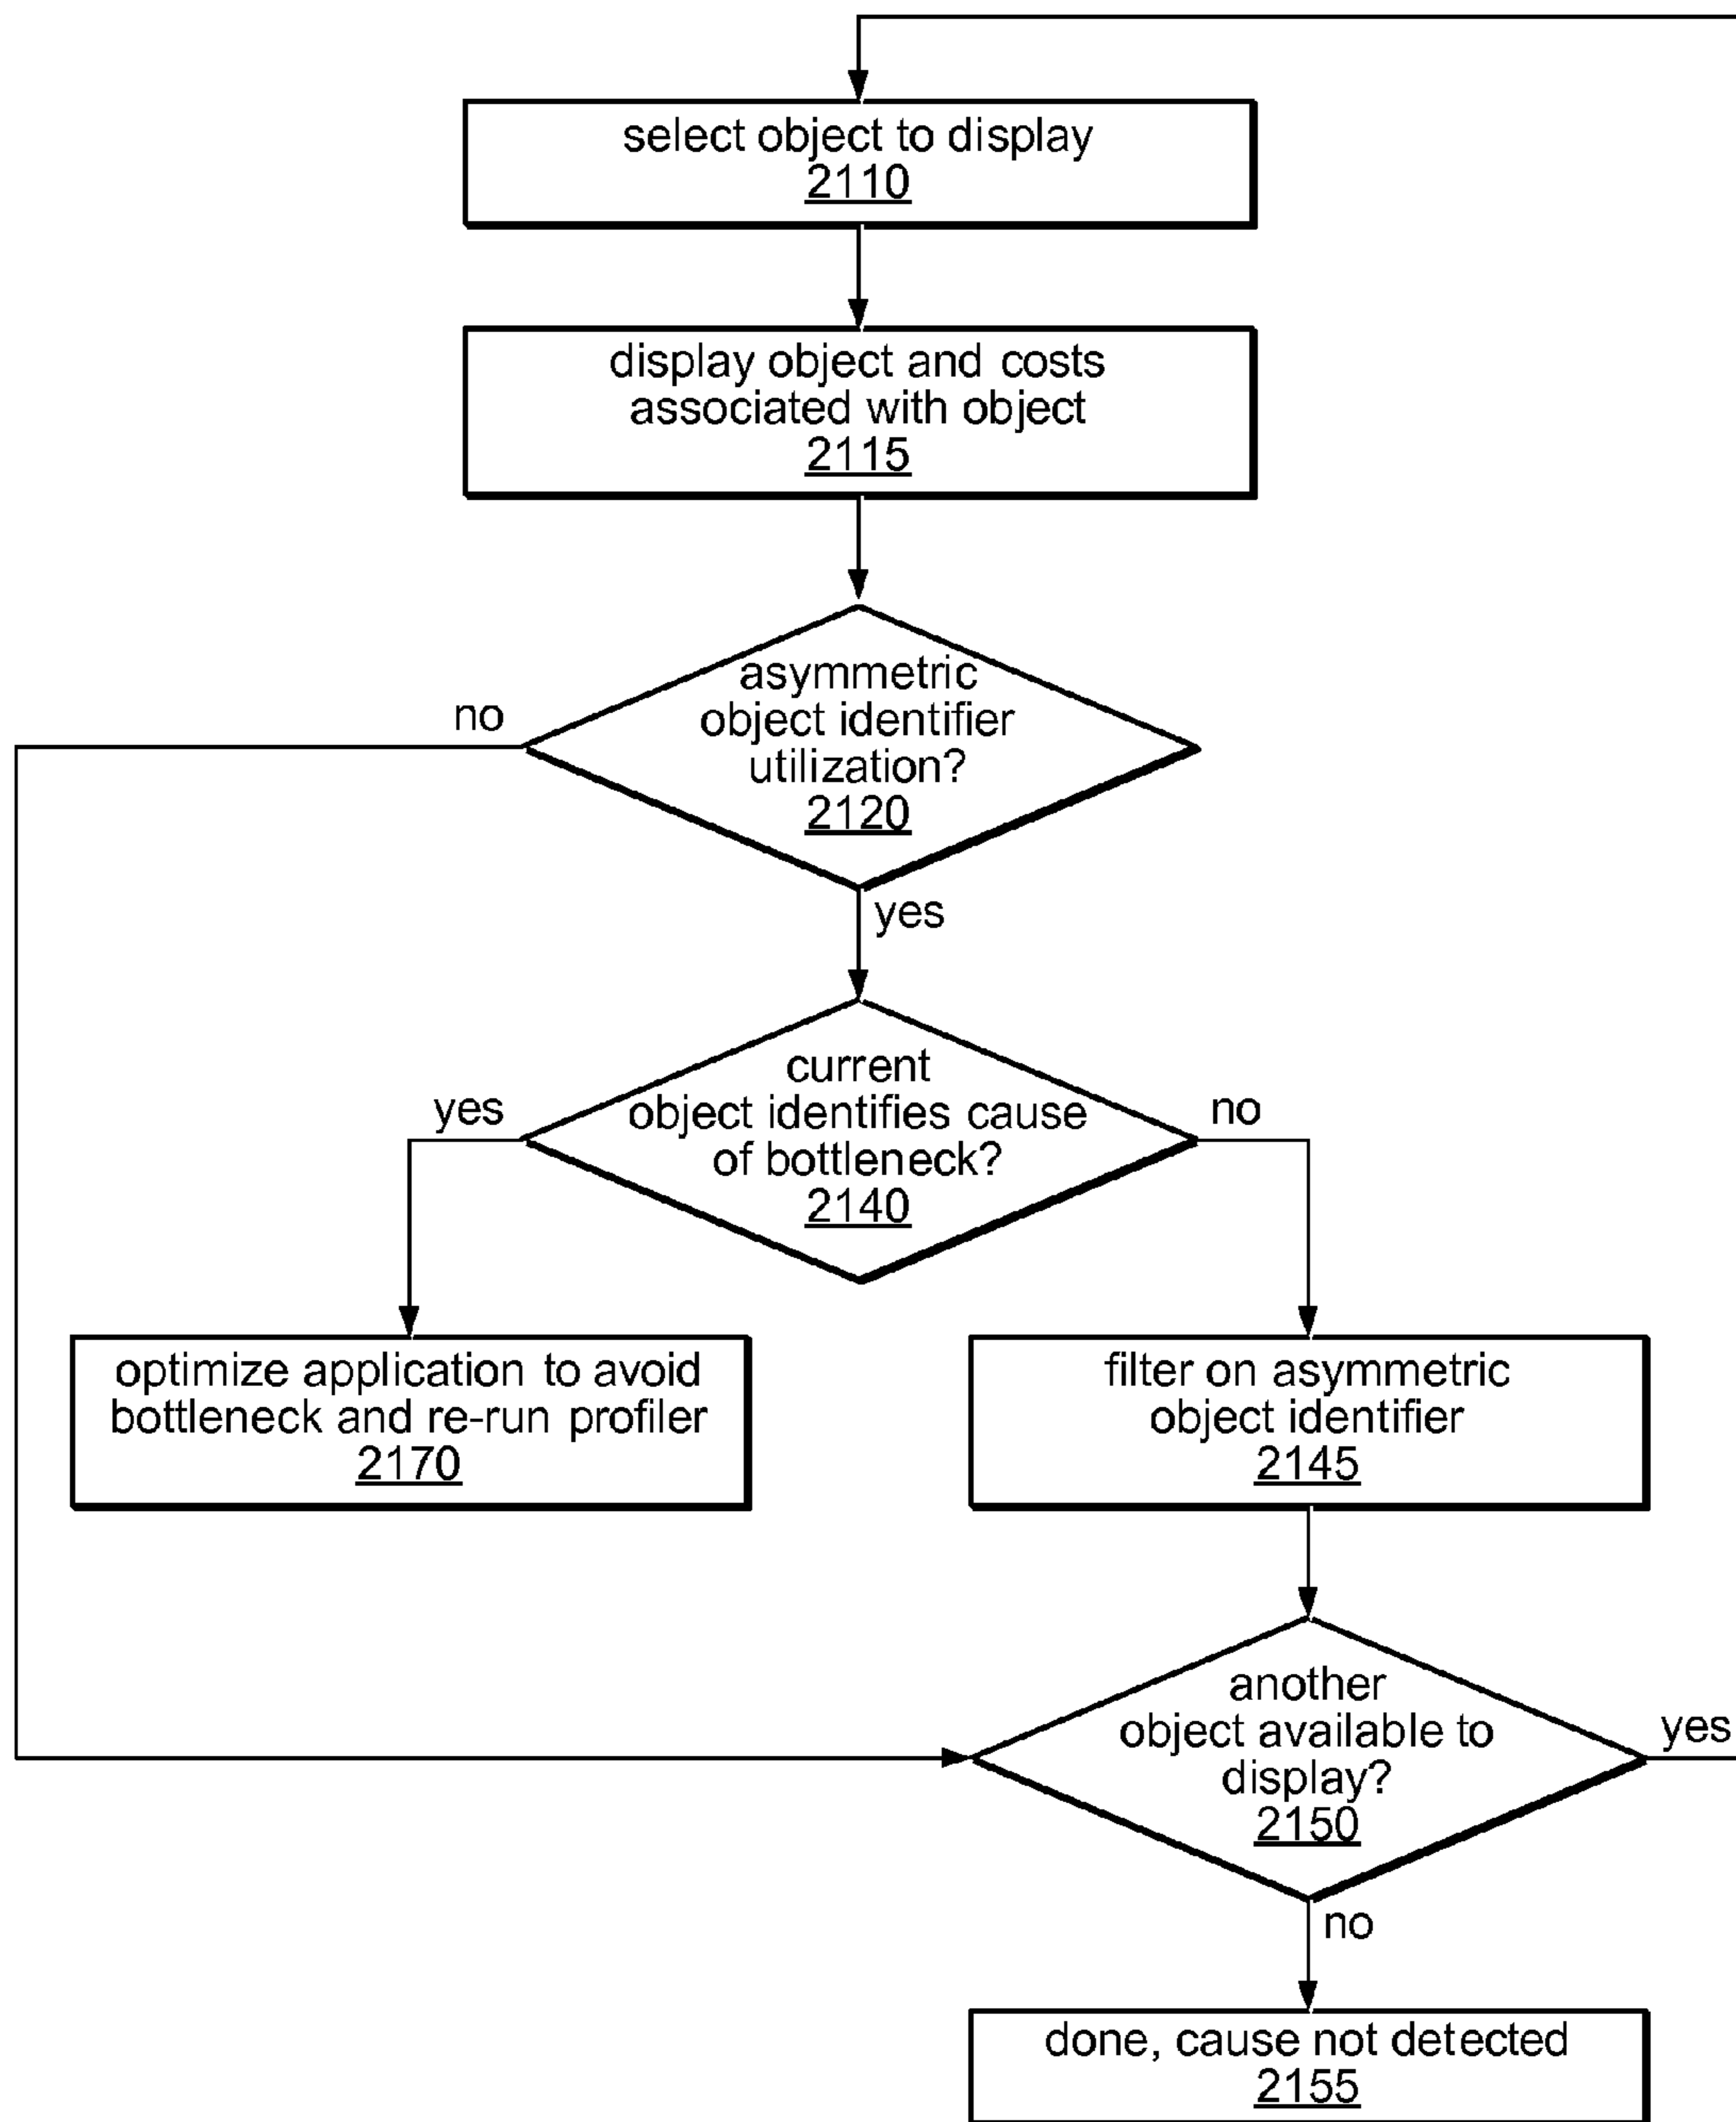 select object to display
2110
display object and costs
associated with object
2115
asymmetric
object identifier
utilization?
2120
no
yes
current
object identifies cause
of bottleneck?
2140
yes
no
optimize application to avoid
bottleneck and re-run profiler
2170
filter on asymmetric
object identifier
2145
another
object available to
display?
2150
yes
no
done, cause not detected
2155